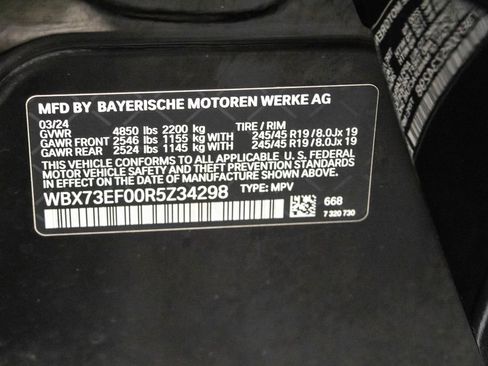 MFD BY BAYERISCHE MOTOREN WERKE AG
03/24 TIRE / RIM
GVWR 4850 lbs 2200 kg
GAWR FRONT 2546 lbs 1155 kg WITH 245/45 R19 /8.0Jx 19
GAWR REAR 2524 lbs 1145 kg WITH 245/45 R19 /8.0Jx 19
THIS VEHICLE CONFORMS TO ALL APPLICABLE U. S. FEDERAL
MOTOR VEHICLE SAFETY AND THEFT PREVENTION STANDARDS
IN EFFECT ON THE DATE OF MANUFACTURE SHOWN ABOVE.
WBX73EF00R5Z34298 TYPE: MPV
668
7 320 730